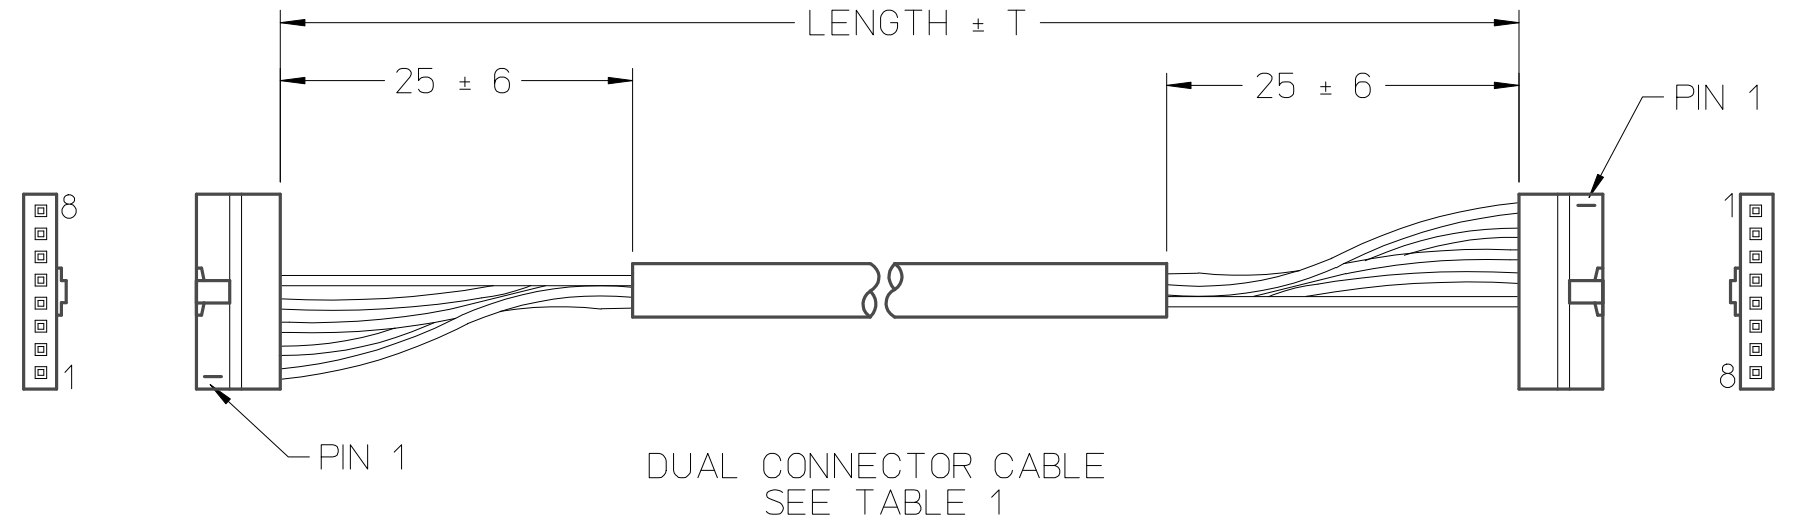 LENGTH ± T
25 ± 6
25 ± 6
PIN 1
8
1
1
8
PIN 1
DUAL CONNECTOR CABLE
SEE TABLE 1